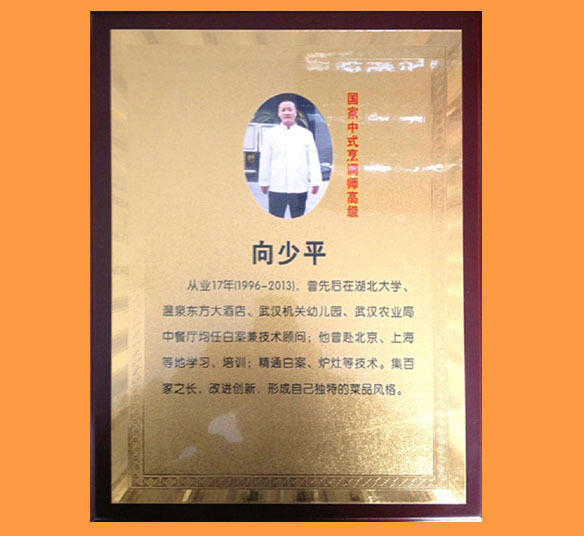 国家中式烹调师高级
向少平
从业17年(1996-2013)，曾先后在湖北大学、
温泉东方大酒店、武汉机关幼儿园、武汉农业局
中餐厅均任白案兼技术顾问；他曾赴北京、上海
等地学习、培训；精通白案、炉灶等技术。集百
家之长，改进创新，形成自己独特的菜品风格。